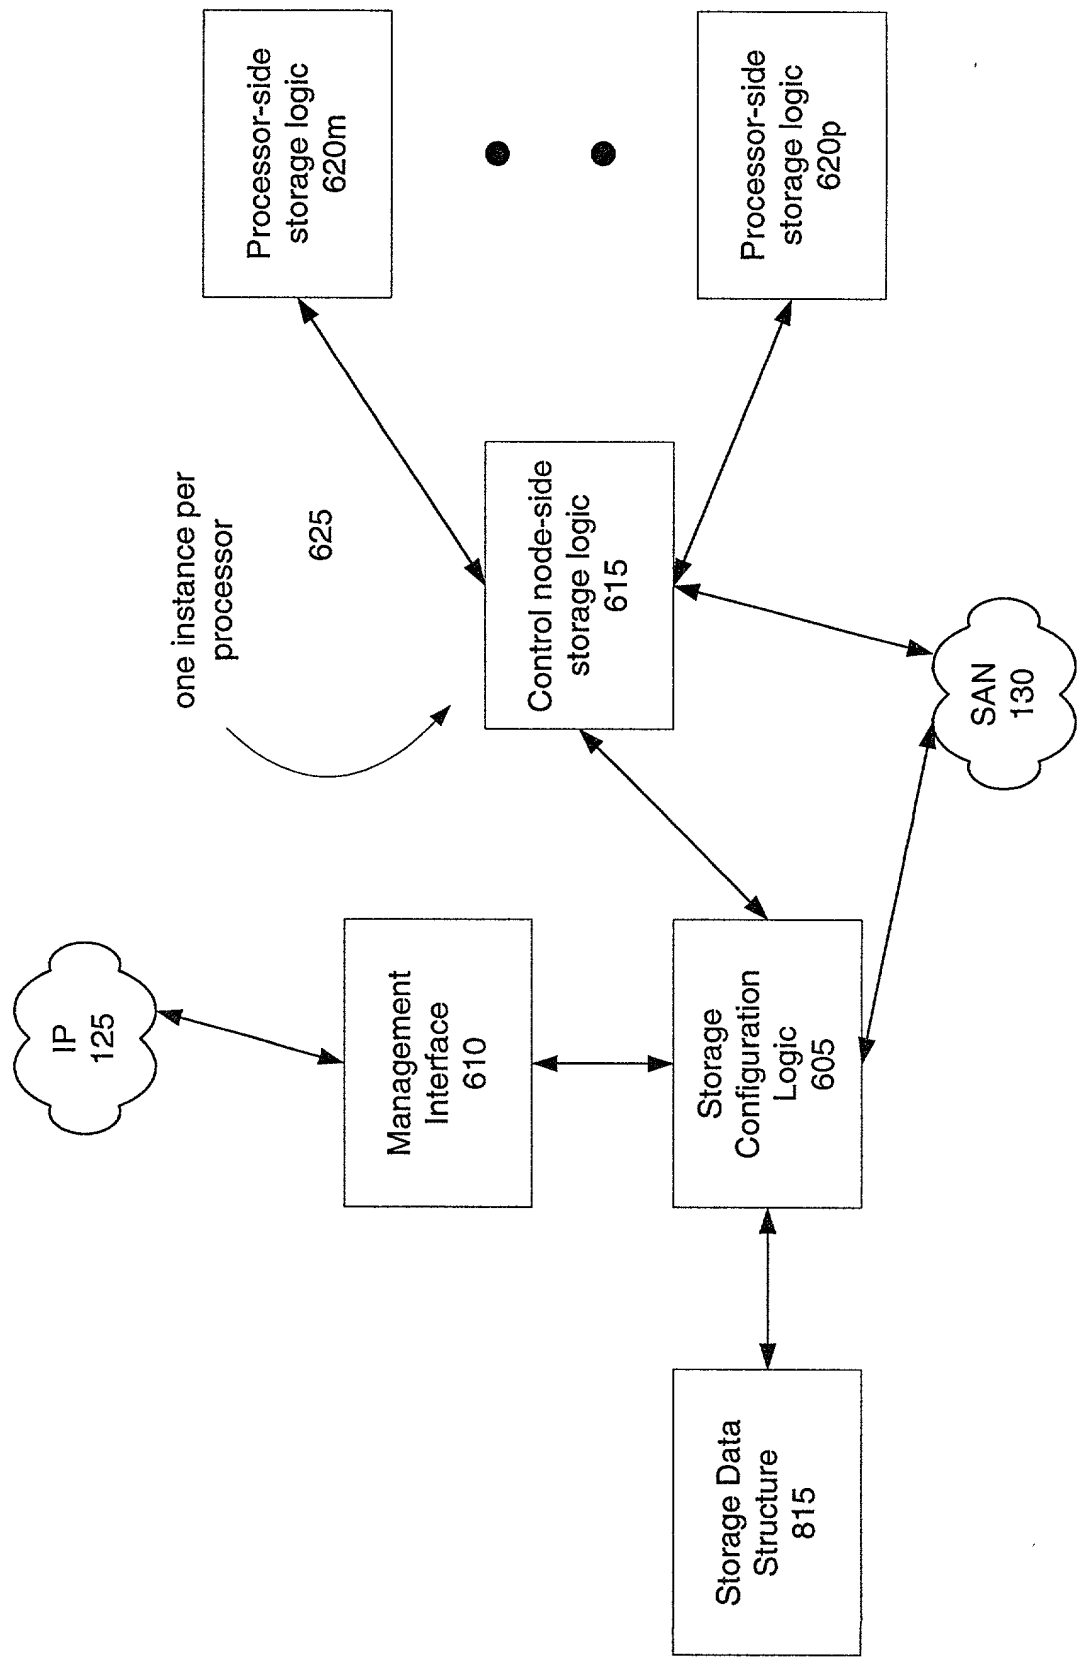 IP
125
Management
Interface
610
Storage Data
Structure
815
Storage
Configuration
Logic
605
one instance per
processor
625
Control node-side
storage logic
615
SAN
130
Processor-side
storage logic
620m
Processor-side
storage logic
620p